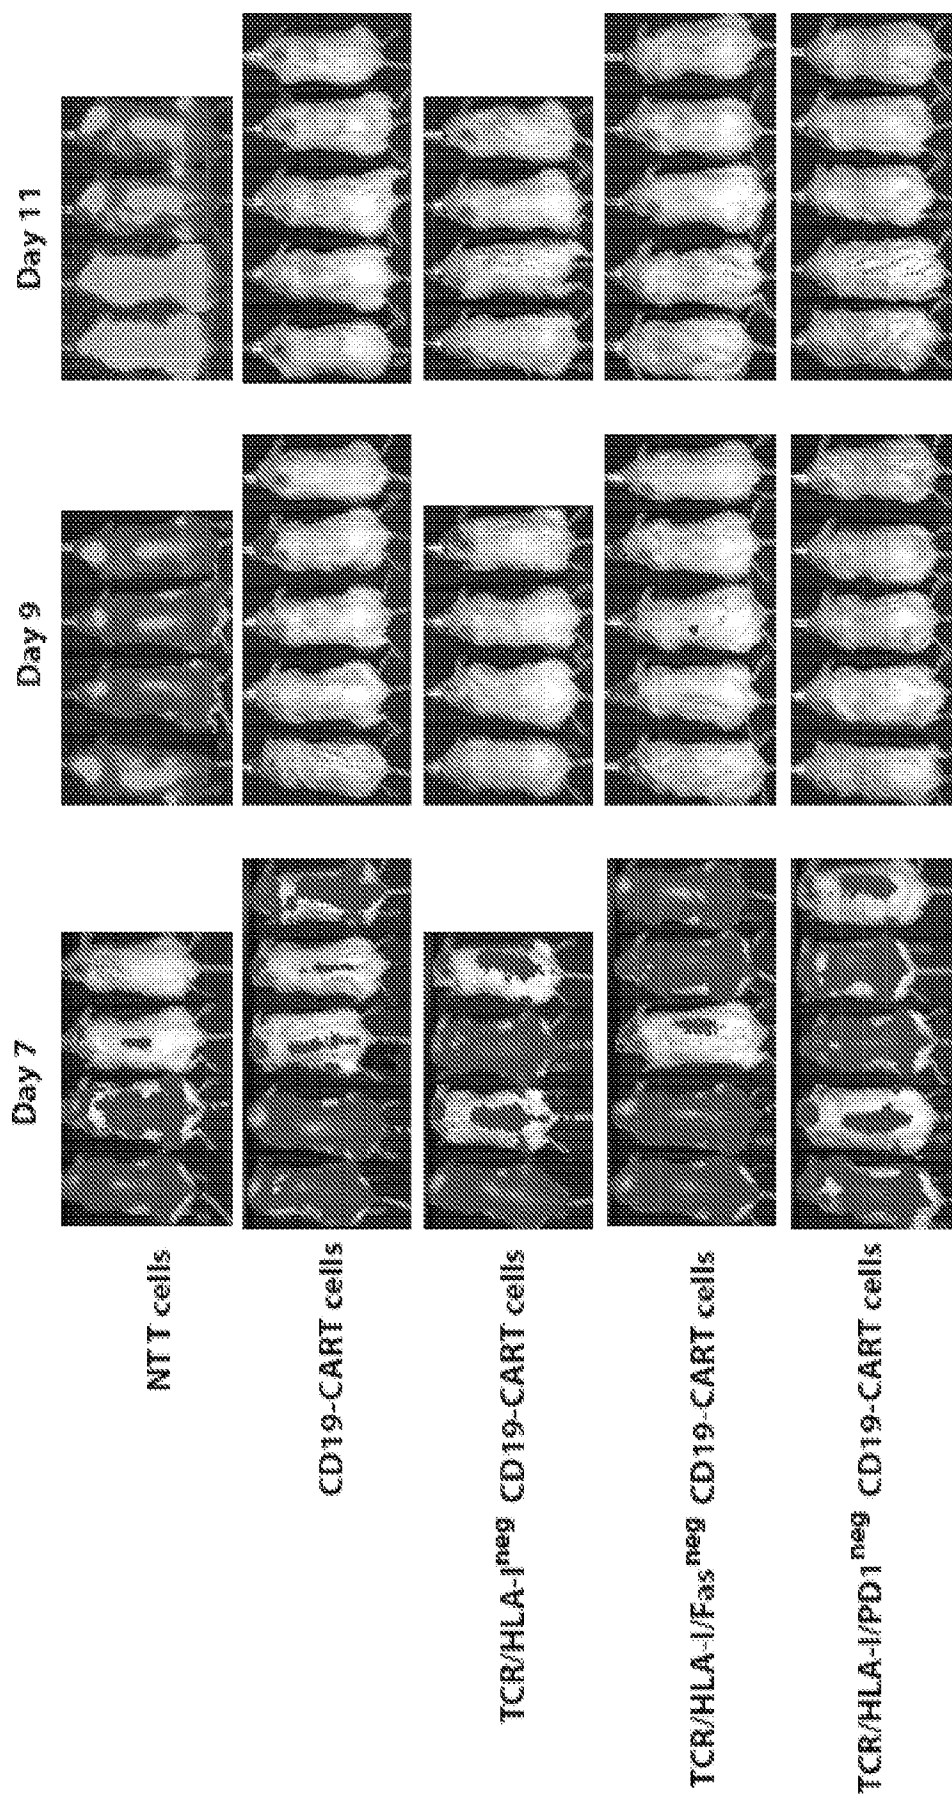 Day 7
Day 9
Day 11
NT T cells
CD19-CART cells
TCR/HLA-I^neg CD19-CART cells
TCR/HLA-I/Fas^neg CD19-CART cells
TCR/HLA-I/PD1^neg CD19-CART cells